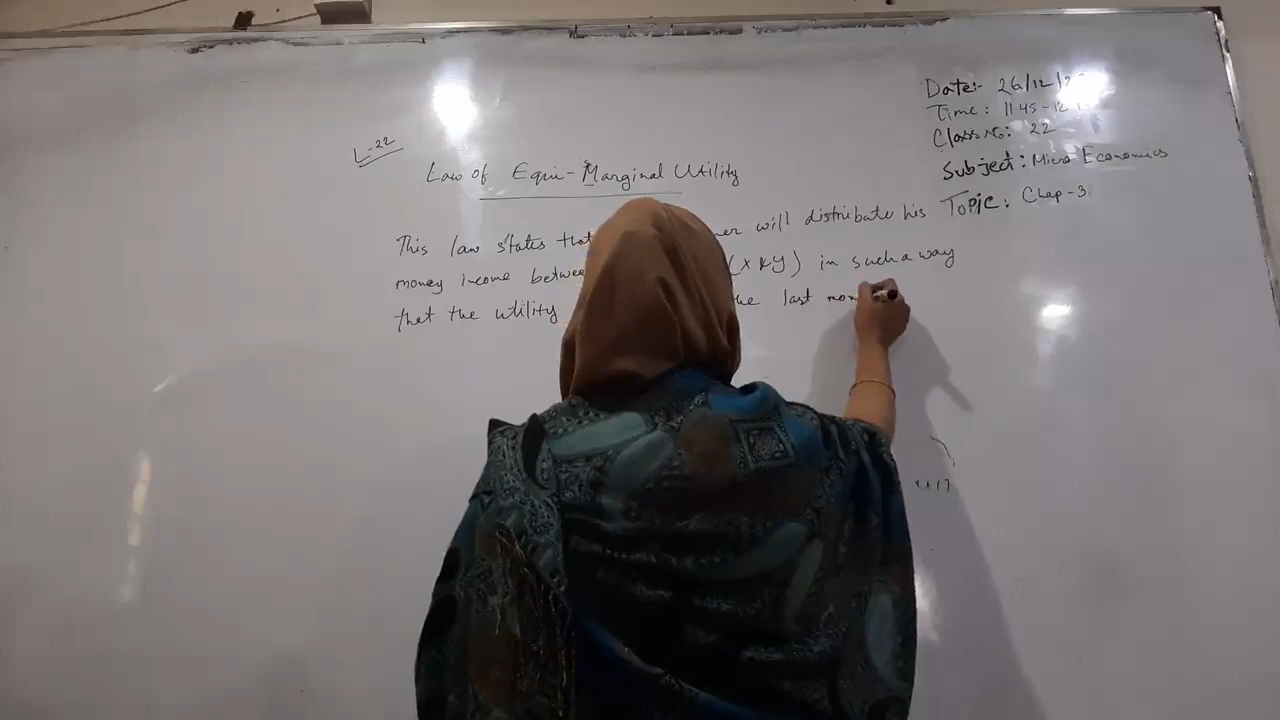 Date:- 26/12/
Time: 11:45-12
Class No: 22
Subject: Micro Economics
Topic: Chap-3
L-22
Law of Equi-Marginal Utility
This law states that will distribute his
money income (X & Y) in such a way
that the utility the last